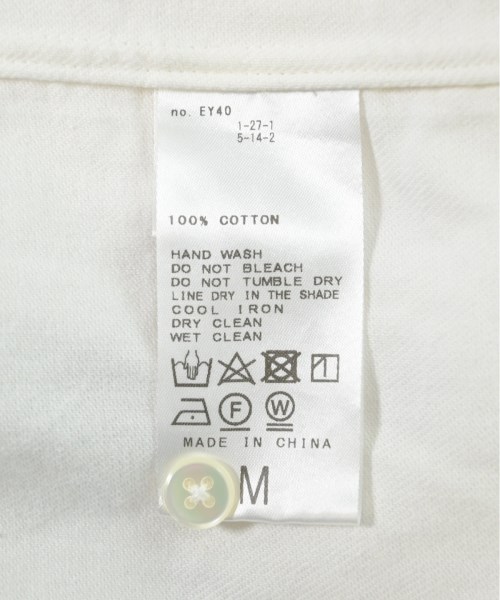 no. EY40
1-27-1
5-14-2
100% COTTON
HAND WASH
DO NOT BLEACH
DO NOT TUMBLE DRY
LINE DRY IN THE SHADE
COOL IRON
DRY CLEAN
WET CLEAN
F W
MADE IN CHINA
M